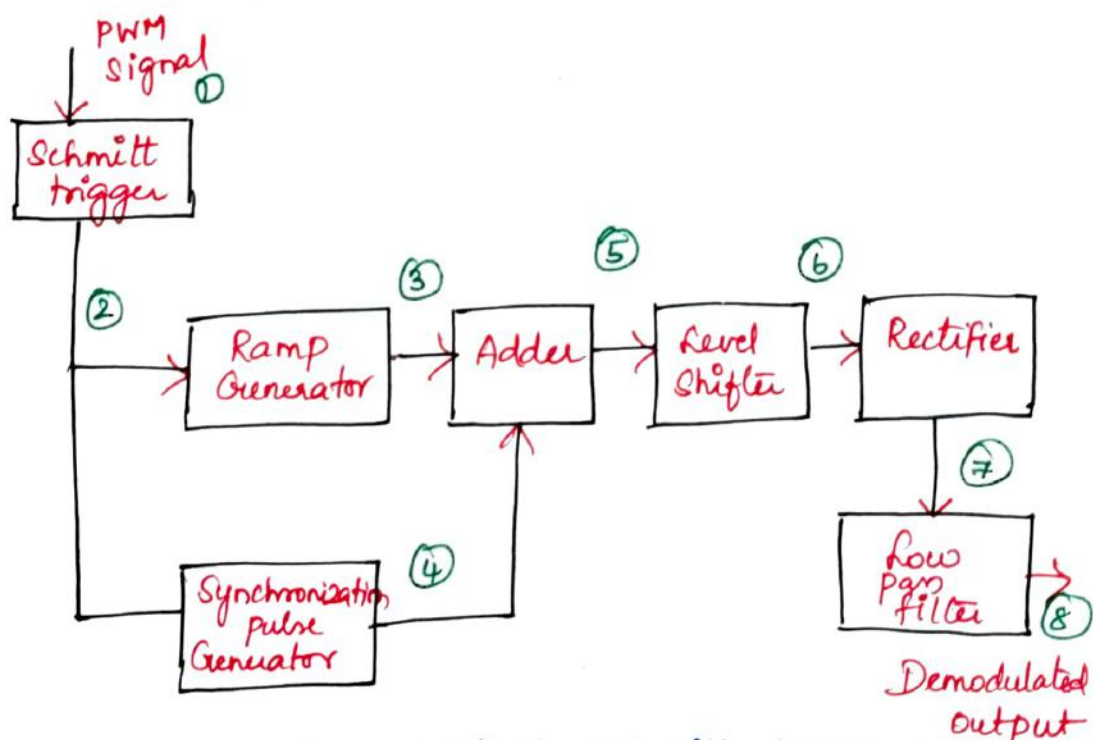 PWM
signal
①
Schmitt
trigger
②
Ramp
Generator
③
Adder
⑤
Level
Shifter
⑥
Rectifier
⑦
Low
pass
filter
⑧
Demodulated
output
Synchronization
pulse
Generator
④